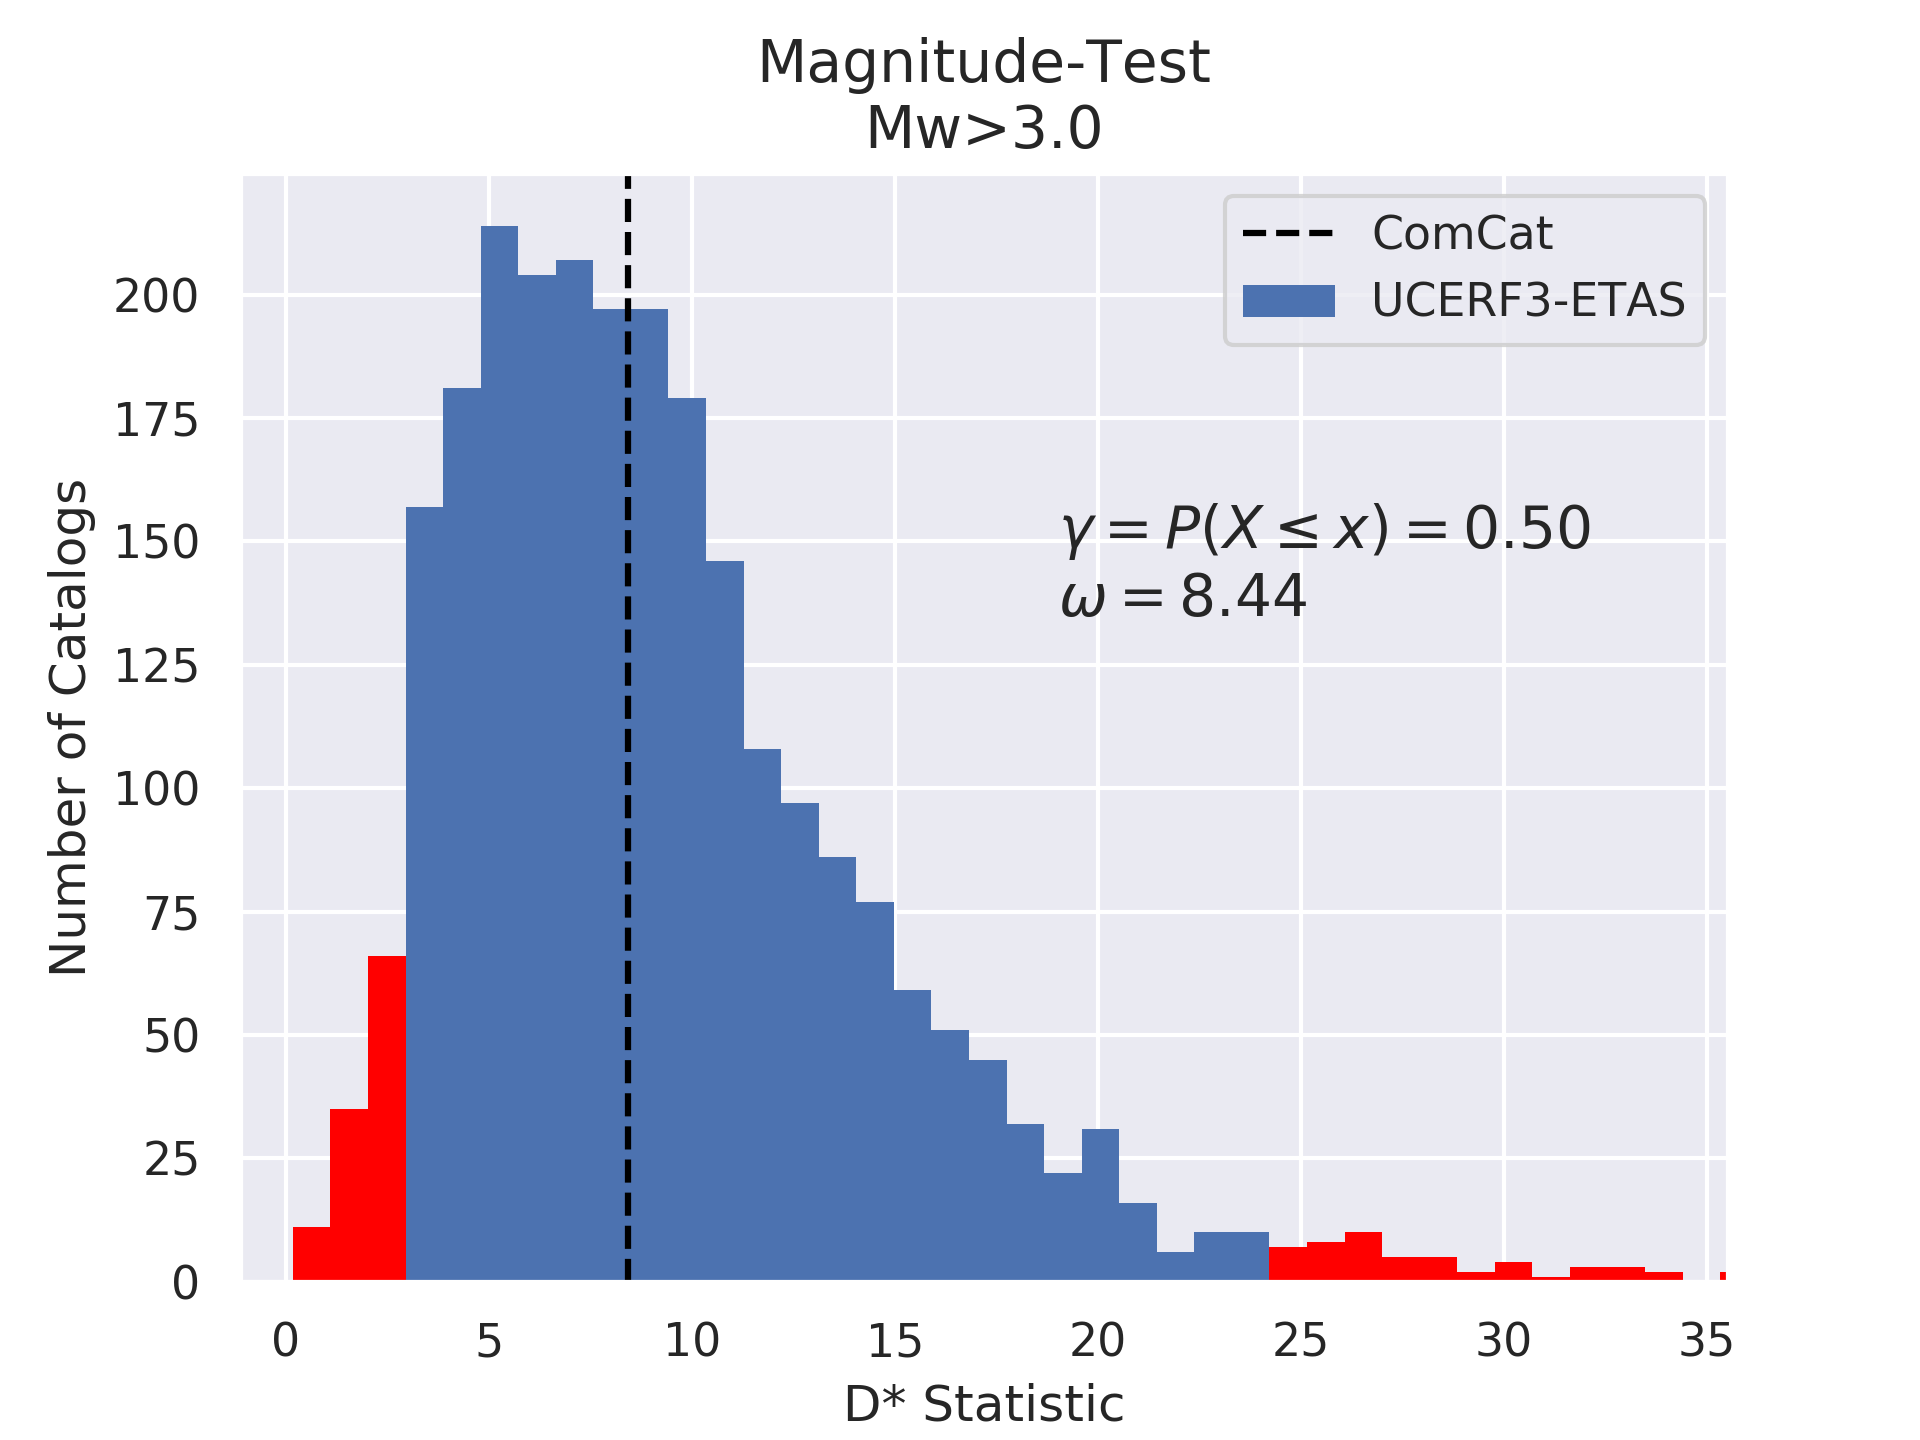 Magnitude-Test
Mw>3.0
ComCat
UCERF3-ETAS
γ = P(X ≤ x) = 0.50
ω = 8.44
Number of Catalogs
200
175
150
125
100
75
50
25
0
0 5 10 15 20 25 30 35
D* Statistic